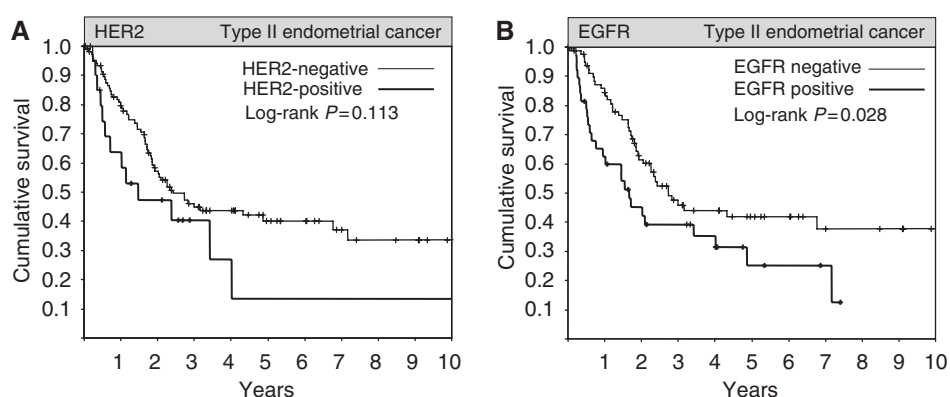 A
HER2 Type II endometrial cancer
HER2-negative
HER2-positive
Log-rank P=0.113
Cumulative survival
1.0
0.9
0.8
0.7
0.6
0.5
0.4
0.3
0.2
0.1
1 2 3 4 5 6 7 8 9 10
Years
B
EGFR Type II endometrial cancer
EGFR negative
EGFR positive
Log-rank P=0.028
Cumulative survival
1.0
0.9
0.8
0.7
0.6
0.5
0.4
0.3
0.2
0.1
1 2 3 4 5 6 7 8 9 10
Years